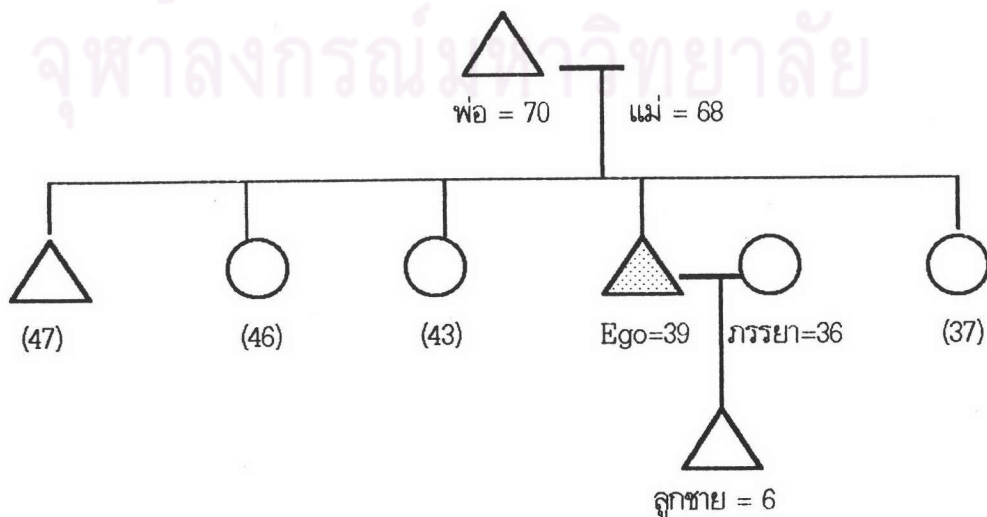 จุฬาลงกรณ์มหาวิทยาลัย
พ่อ = 70 แม่ = 68
(47) (46) (43) Ego=39 ภรรยา=36 (37)
ลูกชาย = 6